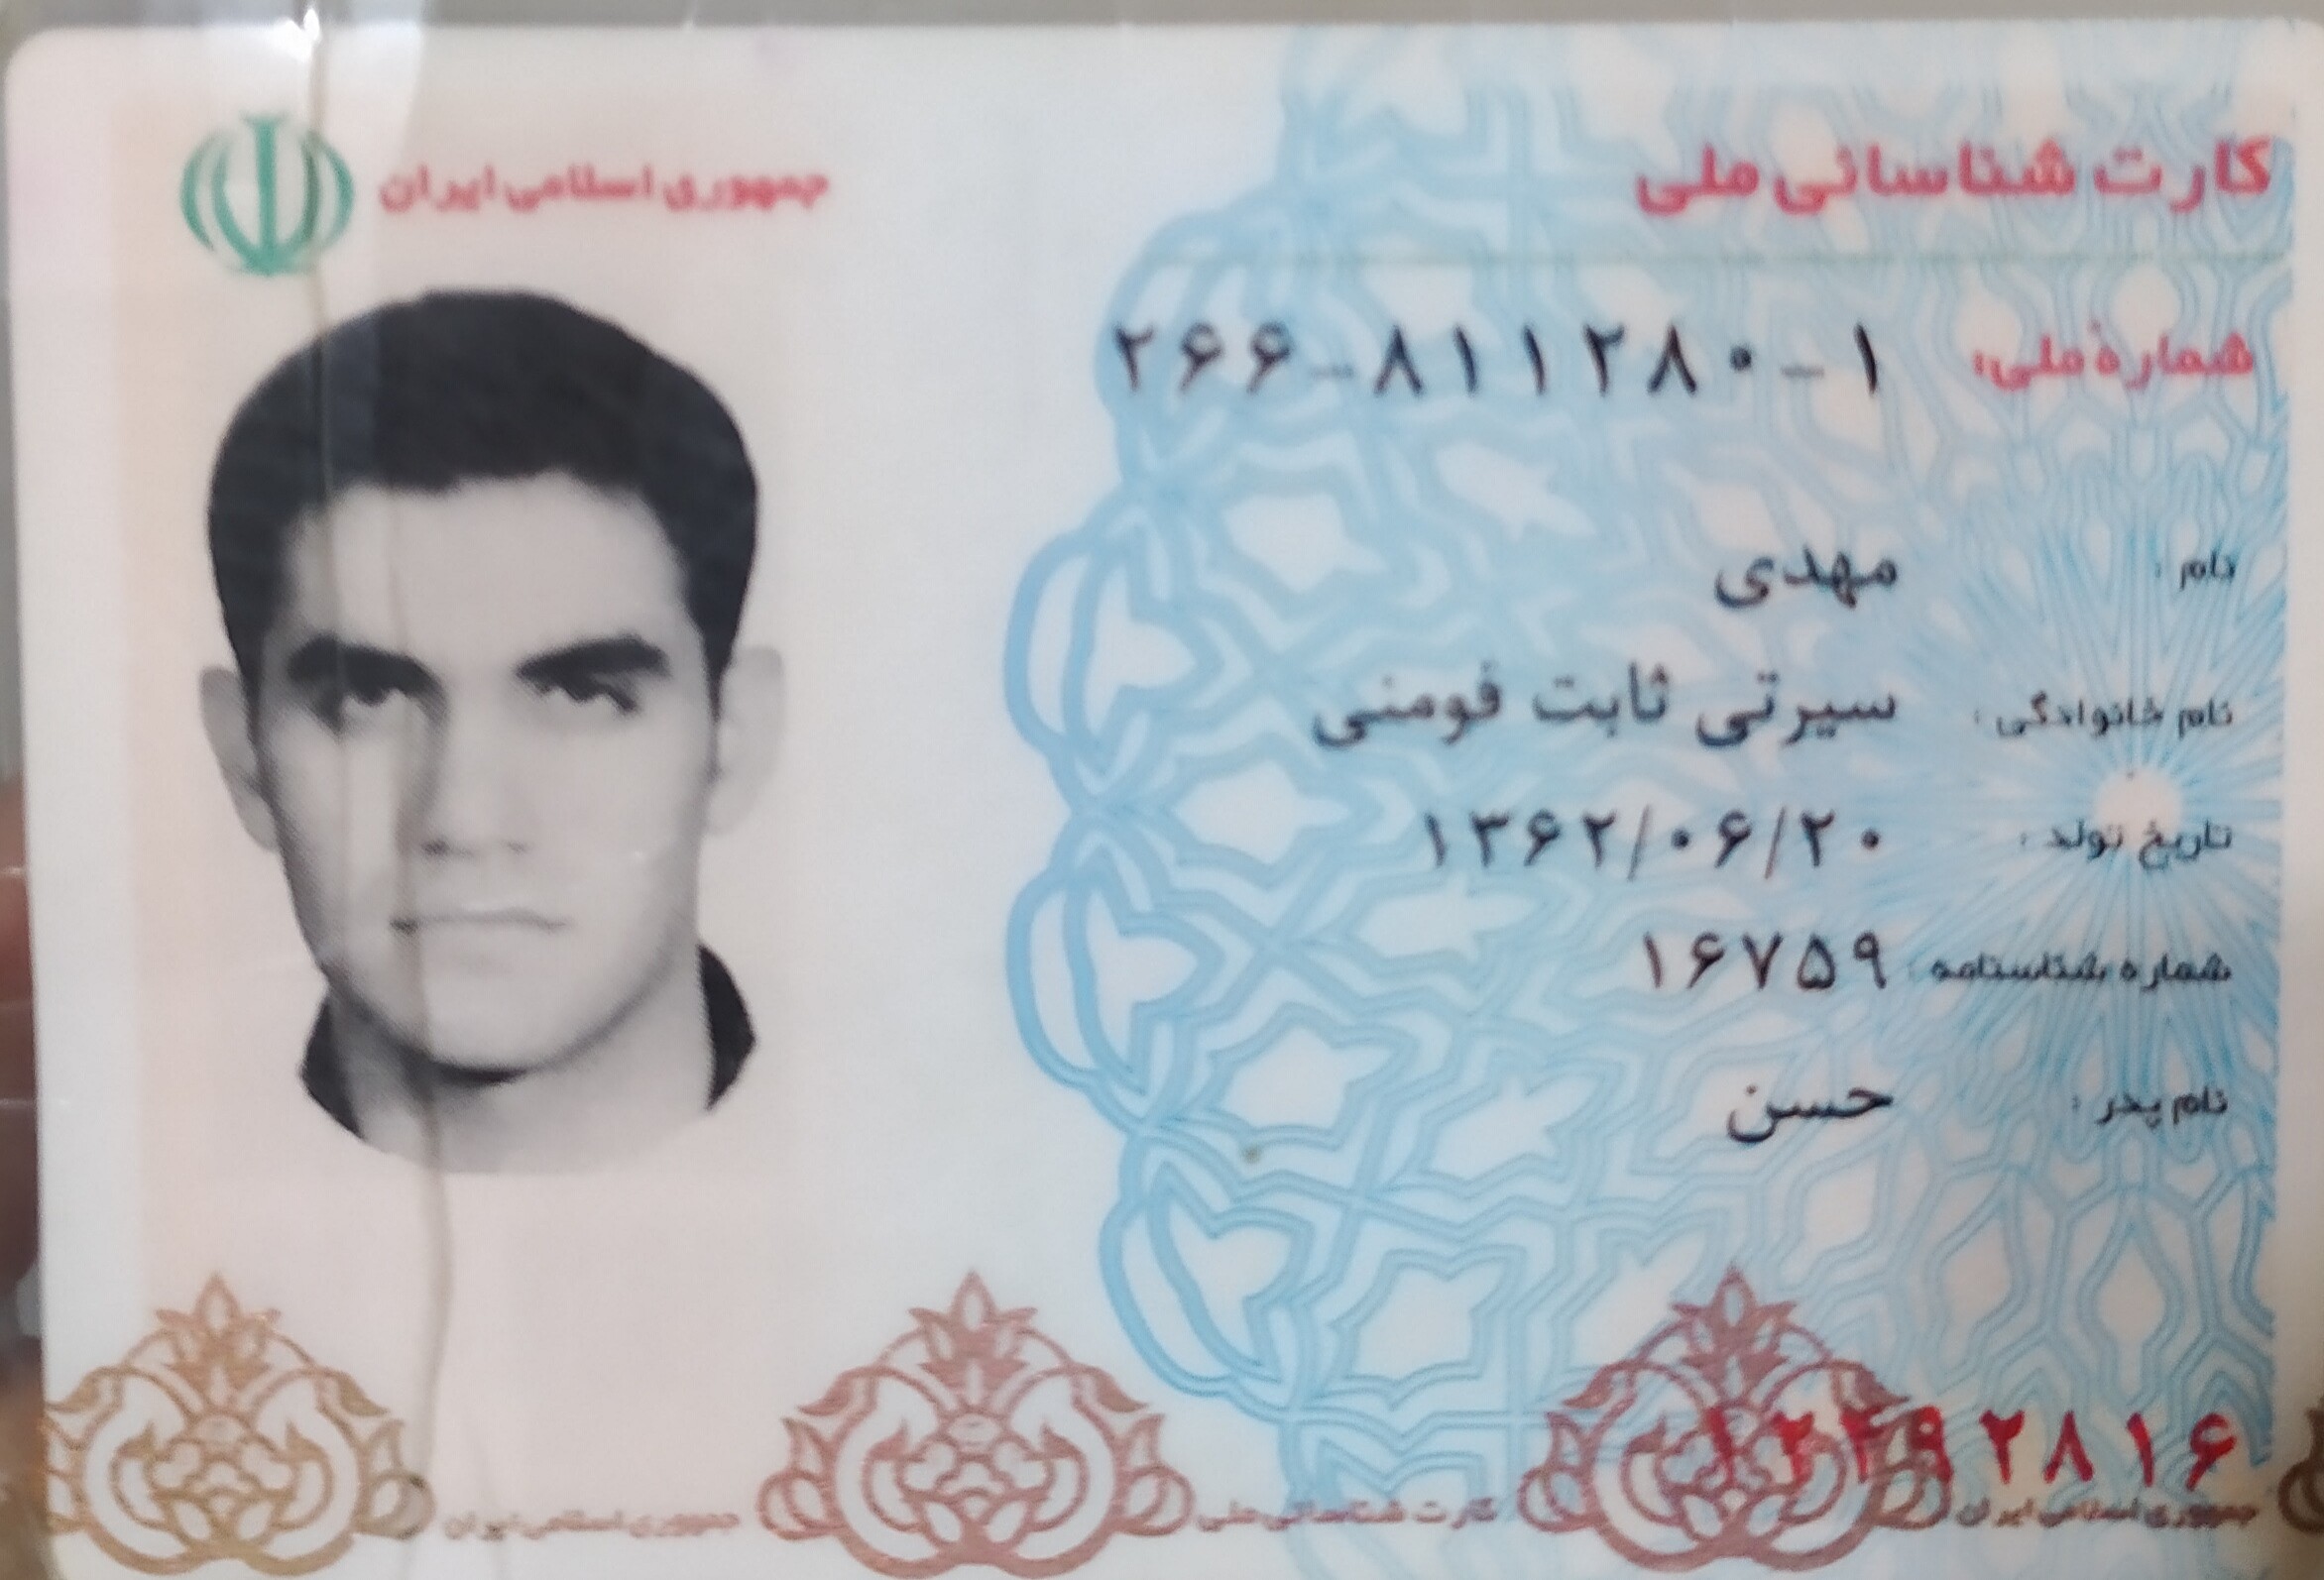 جمهوری اسلامی ایران
کارت شناسائی ملی
شماره ملی: ۲۶۶-۸۱۱۲۸۰-۱
نام : مهدی
نام خانوادگی : سیرتی ثابت فومنی
تاریخ تولد : ۱۳۶۲/۰۶/۲۰
شماره شناسنامه : ۱۶۷۵۹
نام پدر : حسن
۱۲۴۹۲۸۱۶
جمهوری اسلامی ایران کارت شناسائی ملی جمهوری اسلامی ایران